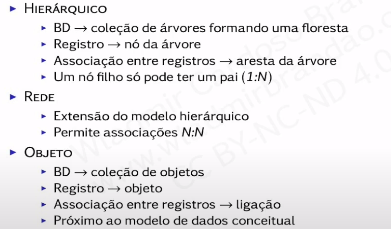 ▸ HIERÁRQUICO
▸ BD → coleção de árvores formando uma floresta
▸ Registro → nó da árvore
▸ Associação entre registros → aresta da árvore
▸ Um nó filho só pode ter um pai (1:N)
▸ REDE
▸ Extensão do modelo hierárquico
▸ Permite associações N:N
▸ OBJETO
▸ BD → coleção de objetos
▸ Registro → objeto
▸ Associação entre registros → ligação
▸ Próximo ao modelo de dados conceitual
CC BY-NC-ND 4.0